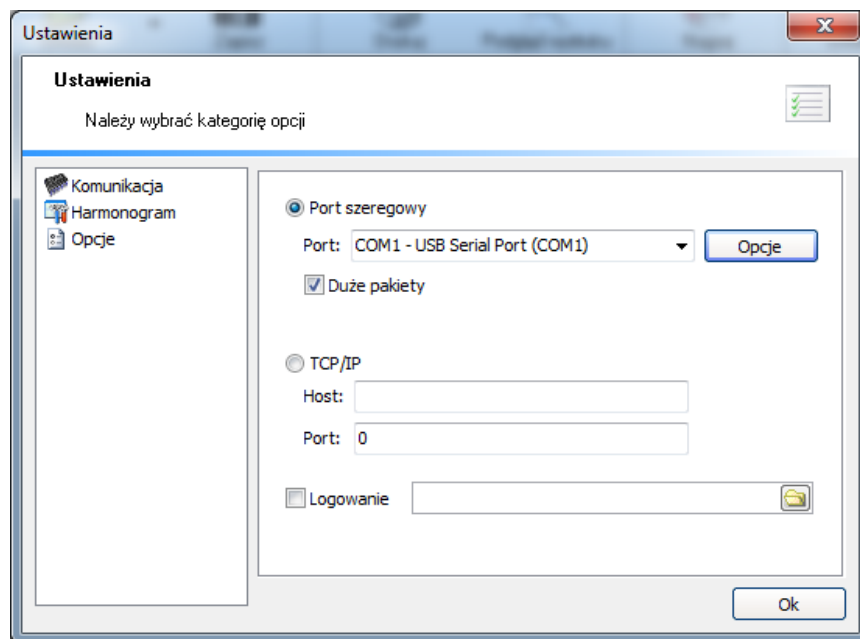 Ustawienia
Ustawienia
Należy wybrać kategorię opcji
Komunikacja
Harmonogram
Opcje
Port szeregowy
Port: COM1 - USB Serial Port (COM1) Opcje
Duże pakiety
TCP/IP
Host:
Port: 0
Logowanie
Ok